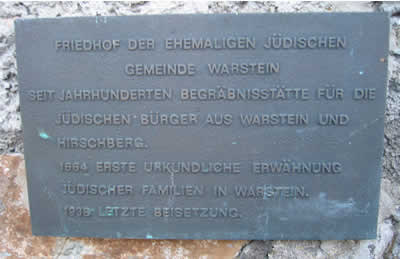 FRIEDHOF DER EHEMALIGEN JÜDISCHEN
GEMEINDE WARSTEIN
SEIT JAHRHUNDERTEN BEGRÄBNISSTÄTTE FÜR DIE
JÜDISCHEN BÜRGER AUS WARSTEIN UND
HIRSCHBERG.
1664 ERSTE URKUNDLICHE ERWÄHNUNG
JÜDISCHER FAMILIEN IN WARSTEIN.
LETZTE BEISETZUNG.